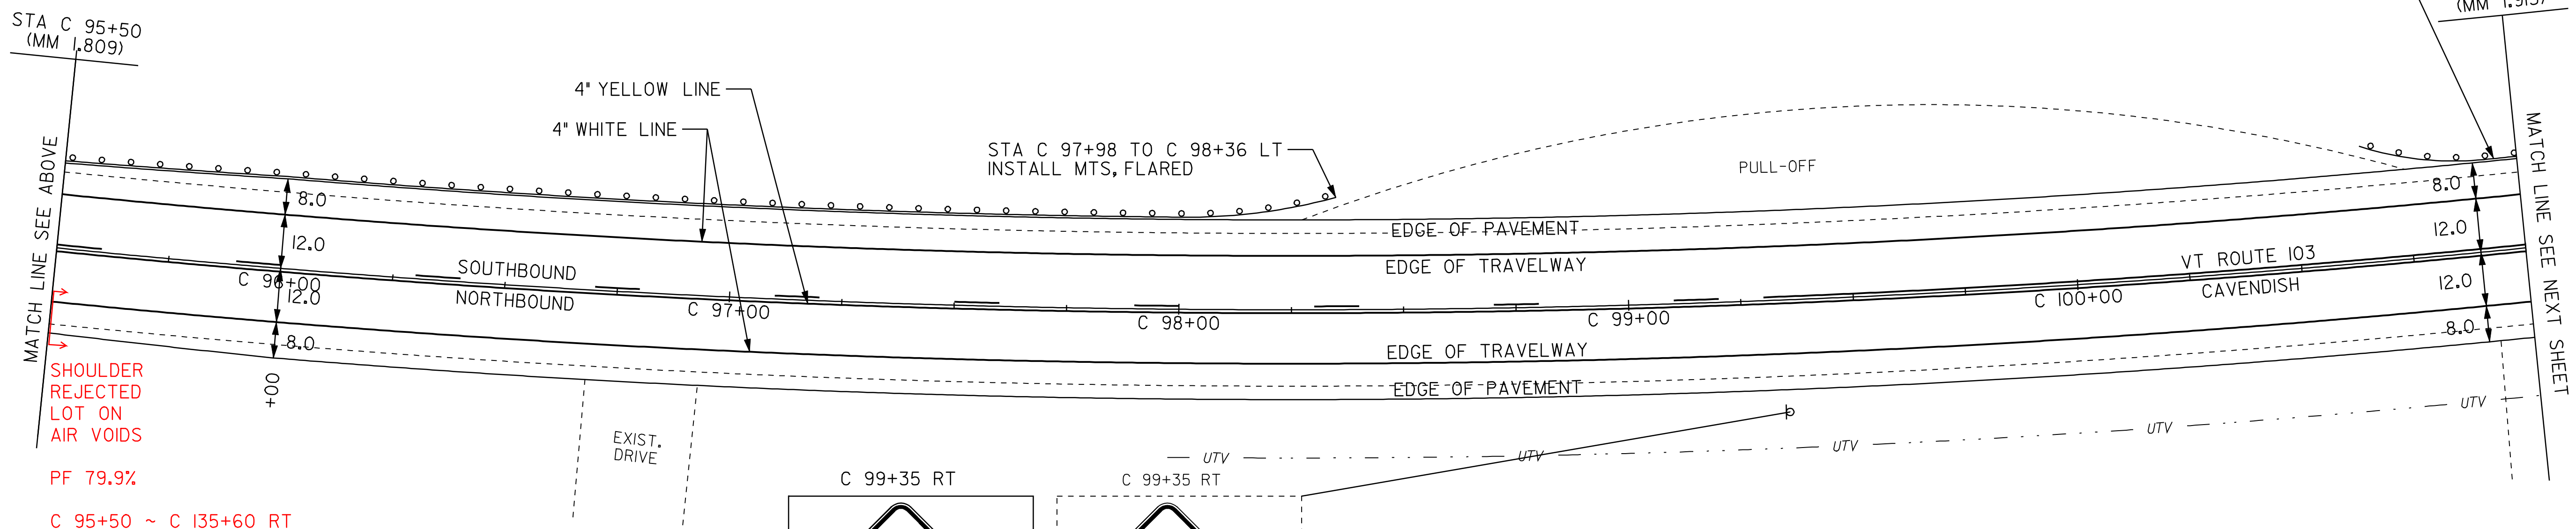 STA C 95+50
(MM 1.809)
MATCH LINE SEE ABOVE
4" YELLOW LINE
4" WHITE LINE
STA C 97+98 TO C 98+36 LT
INSTALL MTS, FLARED
PULL-OFF
(MM 1.915)
MATCH LINE SEE NEXT SHEET
8.0
12.0
12.0
8.0
+00
SOUTHBOUND
NORTHBOUND
C 96+00
C 97+00
C 98+00
C 99+00
C 100+00
EDGE OF PAVEMENT
EDGE OF TRAVELWAY
EDGE OF TRAVELWAY
EDGE OF PAVEMENT
VT ROUTE 103
CAVENDISH
8.0
12.0
12.0
8.0
SHOULDER
REJECTED
LOT ON
AIR VOIDS
PF 79.9%
C 95+50 ~ C 135+60 RT
EXIST.
DRIVE
UTV
UTV
UTV
UTV
UTV
C 99+35 RT
C 99+35 RT